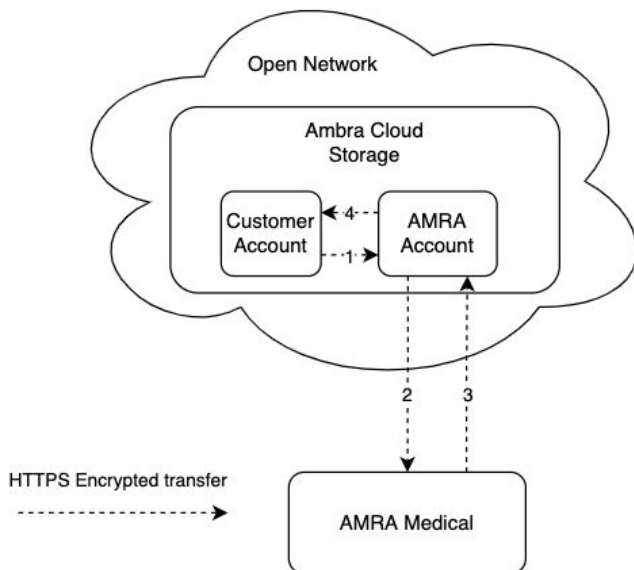 Open Network
Ambra Cloud
Storage
Customer
Account
4
1
AMRA
Account
2
3
HTTPS Encrypted transfer
AMRA Medical